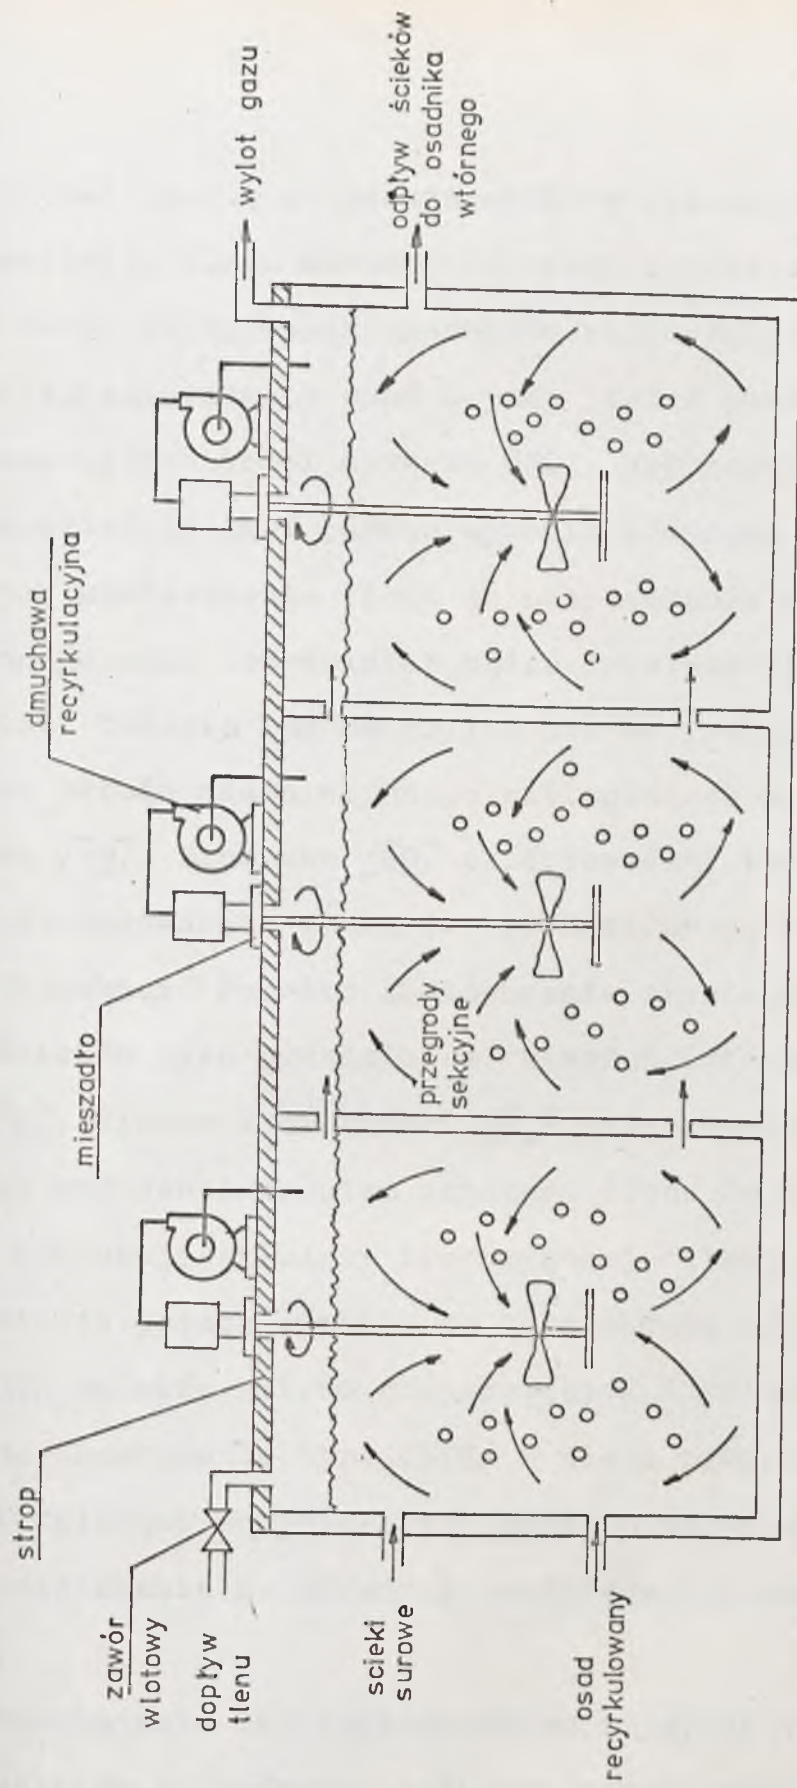 strop
zawór
wlotowy
dopływ
tlenu
mieszadło
dmuchawa
recyrkulacyjna
wylot gazu
scieki
surowe
osad
recyrkulowany
przegrody
sekcyjne
odpływ ścieków
do osadnika
wtórnego